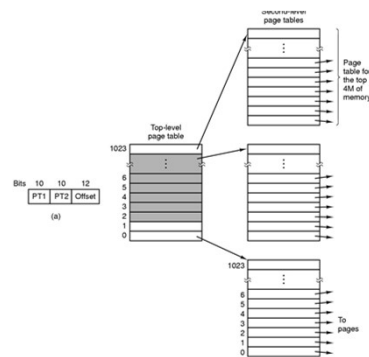 Second-level
page tables
Page
table for
the top
4M of
memory
Top-level
page table
1023
6
5
4
3
2
1
0
Bits 10 10 12
PT1 PT2 Offset
(a)
1023
6
5
4
3
2
1
0
To
pages